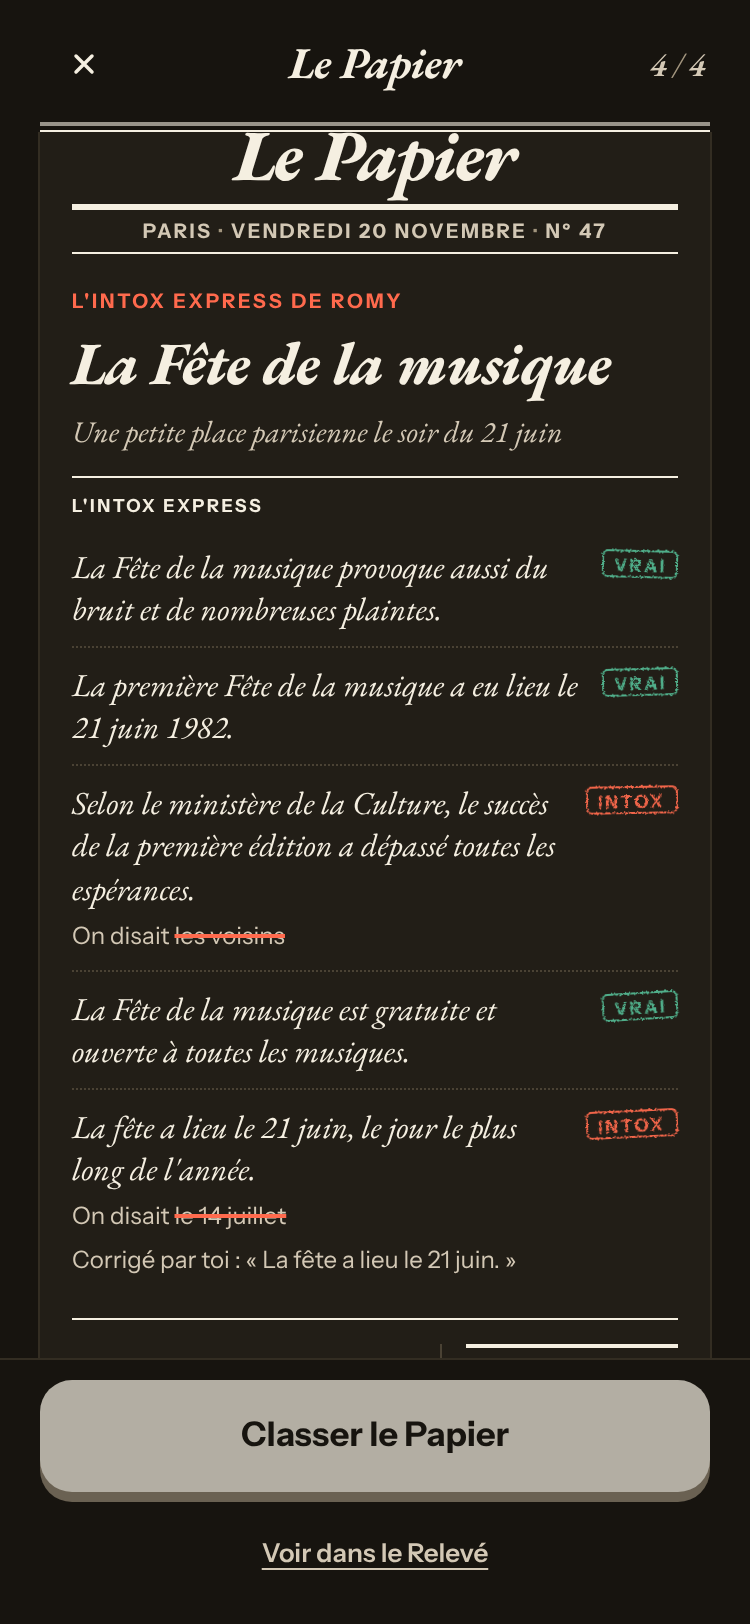 Le Papier
4 / 4
Le Papier
PARIS · VENDREDI 20 NOVEMBRE · N° 47
L'INTOX EXPRESS DE ROMY
La Fête de la musique
Une petite place parisienne le soir du 21 juin
L'INTOX EXPRESS
La Fête de la musique provoque aussi du
bruit et de nombreuses plaintes.
VRAI
La première Fête de la musique a eu lieu le
21 juin 1982.
VRAI
Selon le ministère de la Culture, le succès
de la première édition a dépassé toutes les
espérances.
INTOX
On disait les voisins
La Fête de la musique est gratuite et
ouverte à toutes les musiques.
VRAI
La fête a lieu le 21 juin, le jour le plus
long de l'année.
INTOX
On disait le 14 juillet
Corrigé par toi : « La fête a lieu le 21 juin. »
Classer le Papier
Voir dans le Relevé